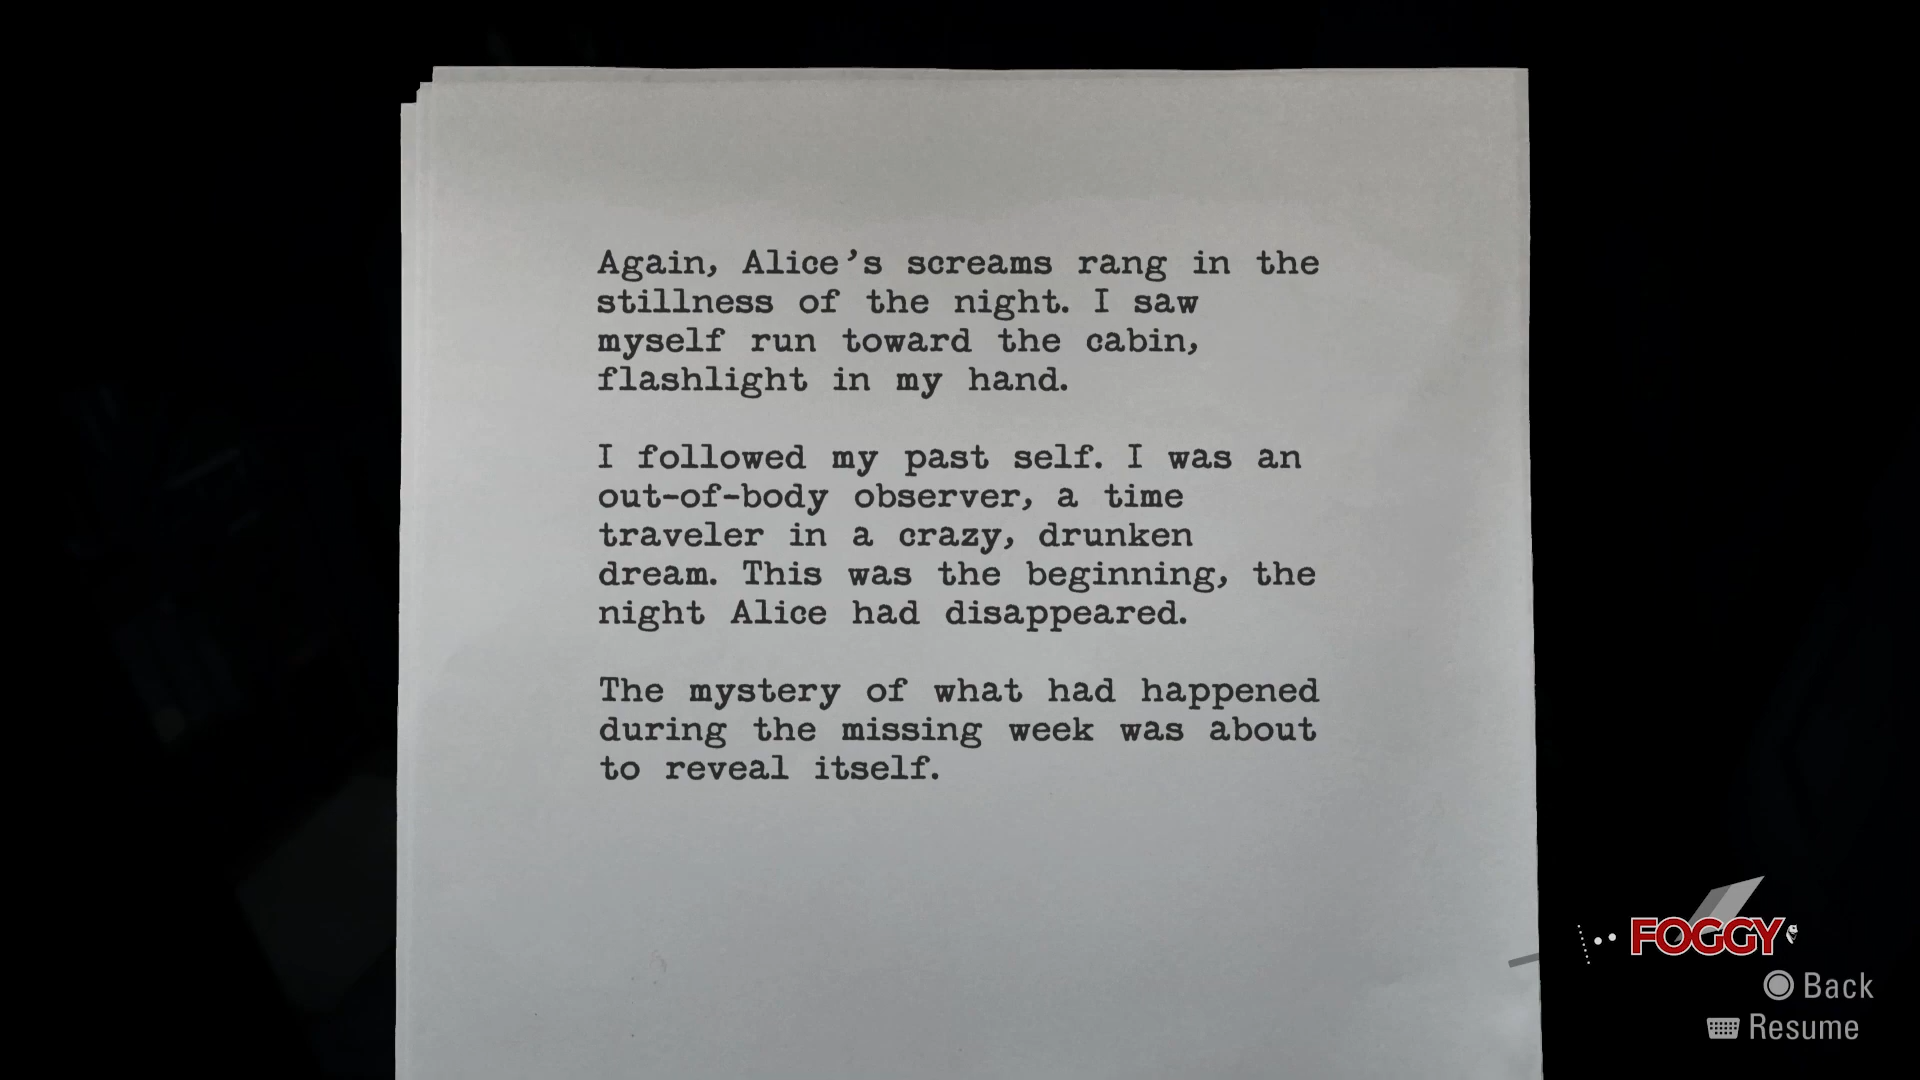 Again, Alice’s screams rang in the
stillness of the night. I saw
myself run toward the cabin,
flashlight in my hand.
I followed my past self. I was an
out-of-body observer, a time
traveler in a crazy, drunken
dream. This was the beginning, the
night Alice had disappeared.
The mystery of what had happened
during the missing week was about
to reveal itself.
FOGGY
Back
Resume